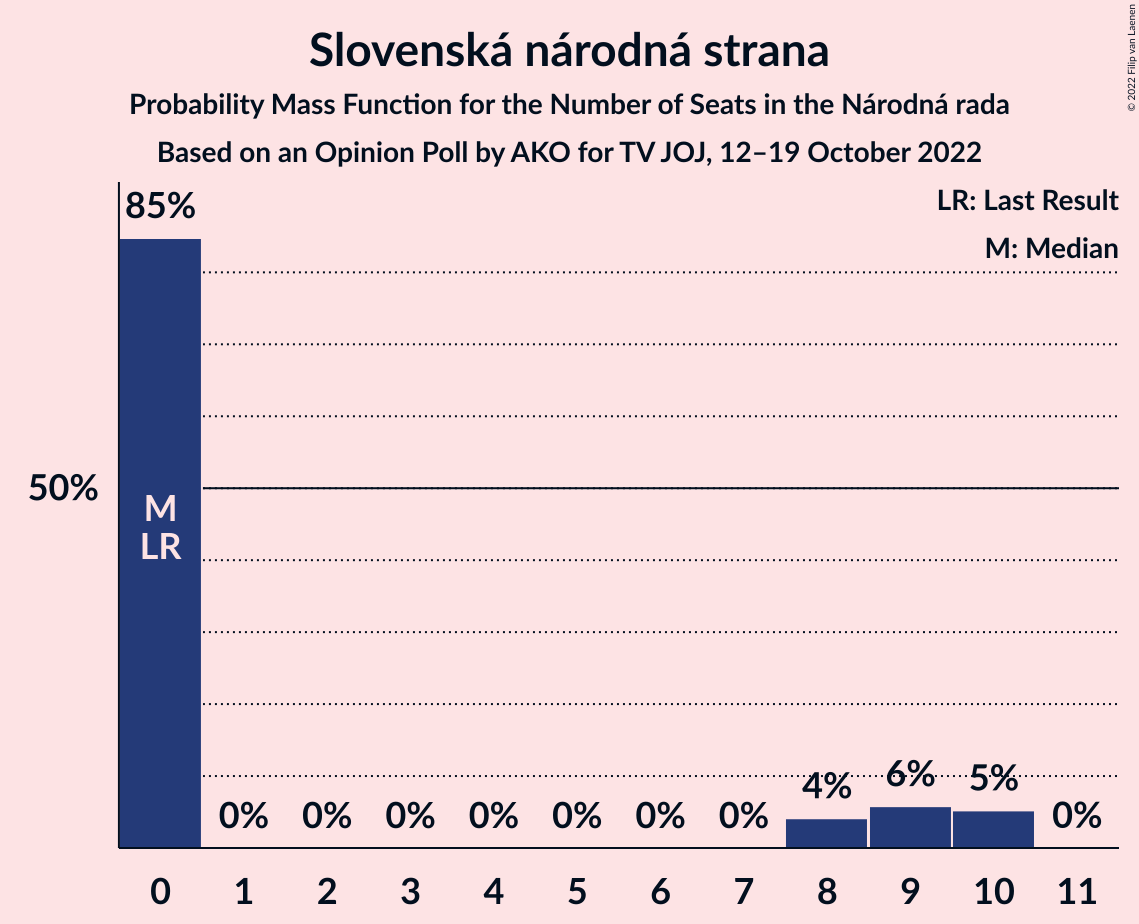 Slovenská národná strana
Probability Mass Function for the Number of Seats in the Národná rada
Based on an Opinion Poll by AKO for TV JOJ, 12–19 October 2022
© 2022 Filip van Laenen
LR: Last Result
M: Median
85%
50%
M
LR
0% 0% 0% 0% 0% 0% 0% 4% 6% 5% 0%
0 1 2 3 4 5 6 7 8 9 10 11